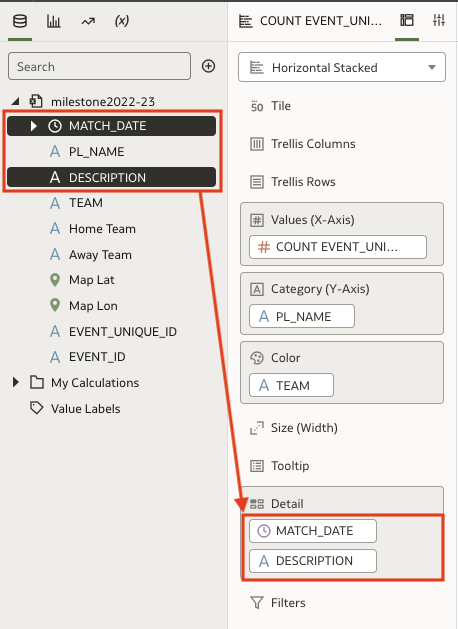 (x)
Search
milestone2022-23
MATCH_DATE
A PL_NAME
A DESCRIPTION
A TEAM
A Home Team
A Away Team
Map Lat
Map Lon
A EVENT_UNIQUE_ID
A EVENT_ID
My Calculations
Value Labels
COUNT EVENT_UNI...
Horizontal Stacked
50 Tile
Trellis Columns
Trellis Rows
# Values (X-Axis)
# COUNT EVENT_UNI...
A Category (Y-Axis)
A PL_NAME
Color
A TEAM
Size (Width)
Tooltip
Detail
MATCH_DATE
A DESCRIPTION
Filters